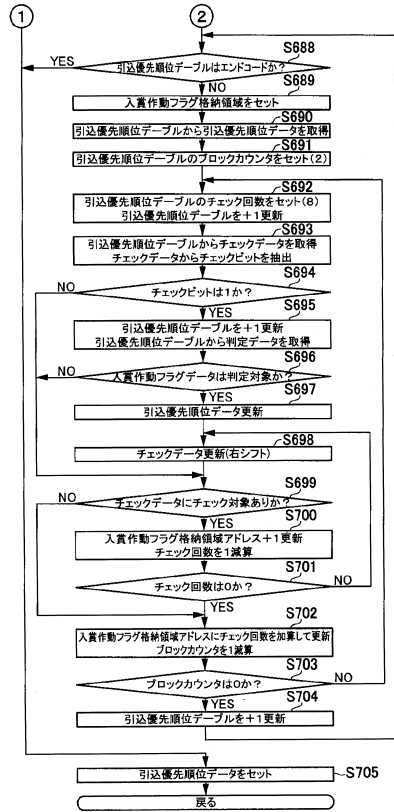 ①
②
S688
YES
引込優先順位テーブルはエンドコードか?
NO
S689
入賞作動フラグ格納領域をセット
S690
引込優先順位テーブルから引込優先順位データを取得
S691
引込優先順位テーブルのブロックカウンタをセット(2)
S692
引込優先順位テーブルのチェック回数をセット(8)
引込優先順位テーブルを+1更新
S693
引込優先順位テーブルからチェックデータを取得
チェックデータからチェックビットを抽出
S694
NO
チェックビットは1か?
YES
S695
引込優先順位テーブルを+1更新
引込優先順位テーブルから判定データを取得
S696
NO
入賞作動フラグデータは判定対象か?
YES
S697
引込優先順位データ更新
S698
チェックデータ更新(右シフト)
S699
NO
チェックデータにチェック対象ありか?
YES
S700
入賞作動フラグ格納領域アドレス+1更新
チェック回数を1減算
S701
チェック回数は0か?
NO
YES
S702
入賞作動フラグ格納領域アドレスにチェック回数を加算して更新
ブロックカウンタを1減算
S703
ブロックカウンタは0か?
NO
YES
S704
引込優先順位テーブルを+1更新
引込優先順位データをセット
S705
戻る